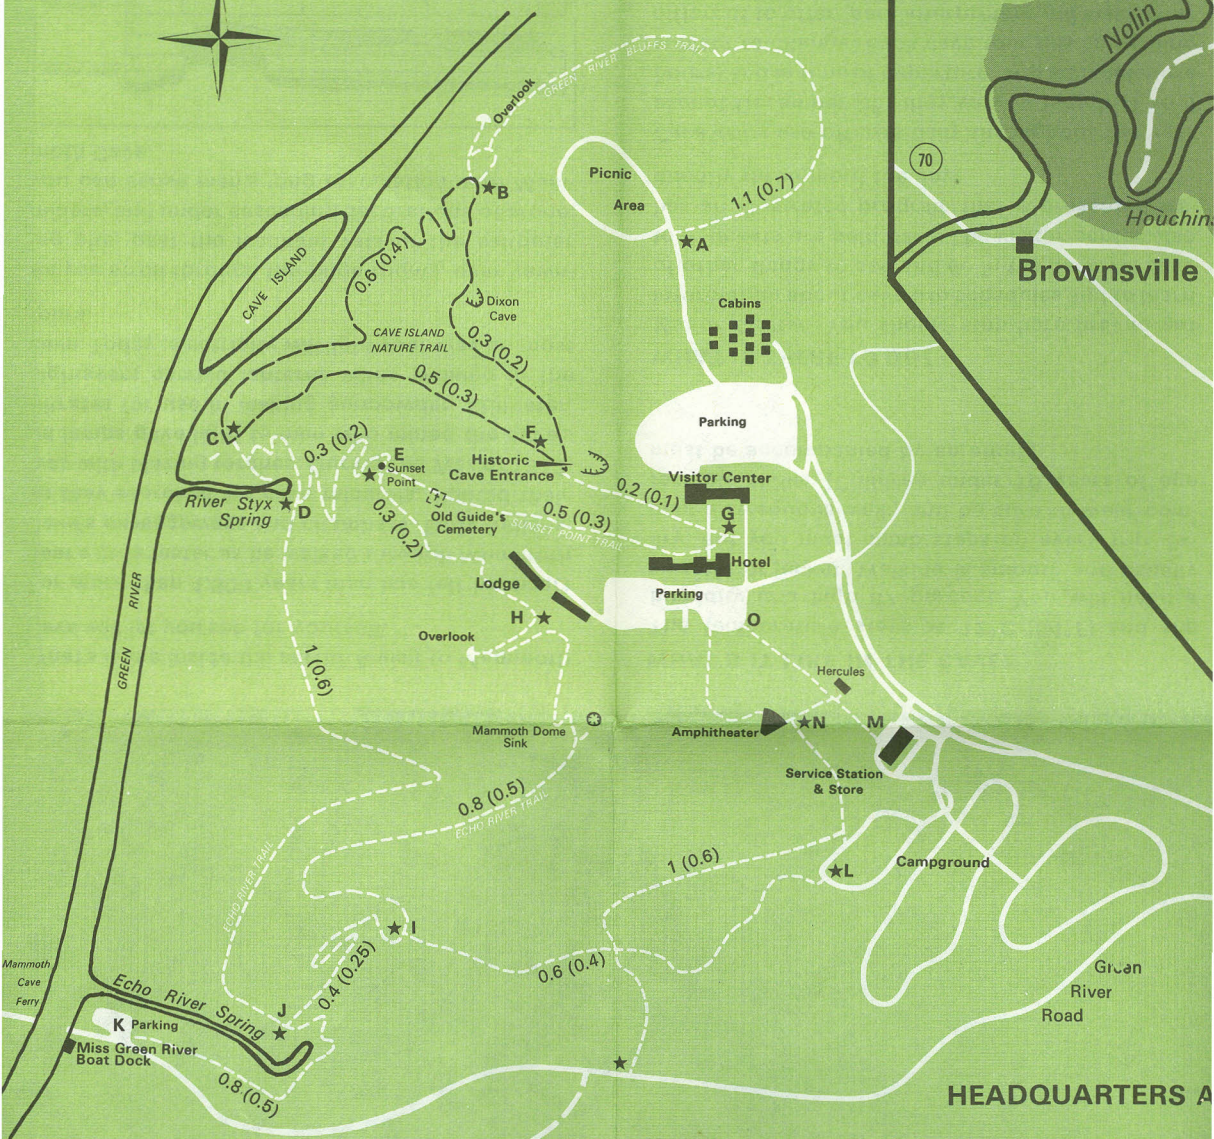 Nolin
Overlook
GREEN RIVER BLUFFS TRAIL
70
Picnic
Area
B
1.1 (0.7)
Houchins
A
Brownsville
0.6 (0.4)
CAVE ISLAND
Dixon
Cave
Cabins
CAVE ISLAND
NATURE TRAIL
0.3 (0.2)
0.5 (0.3)
Parking
C
F
0.3 (0.2)
E
Sunset
Point
Historic
Cave Entrance
Visitor Center
0.2 (0.1)
River Styx
Spring
D
G
0.5 (0.3)
Old Guide's
Cemetery
SUNSET POINT TRAIL
0.3 (0.2)
Hotel
Lodge
Parking
GREEN RIVER
H
O
Overlook
1 (0.6)
Hercules
Mammoth Dome
Sink
Amphitheater
N
M
Service Station
& Store
0.8 (0.5)
ECHO RIVER TRAIL
1 (0.6)
L
Campground
ECHO RIVER TRAIL
I
0.6 (0.4)
0.4 (0.25)
Mammoth
Cave
Ferry
Echo River Spring
J
Green
River
Road
K Parking
Miss Green River
Boat Dock
0.8 (0.5)
HEADQUARTERS A